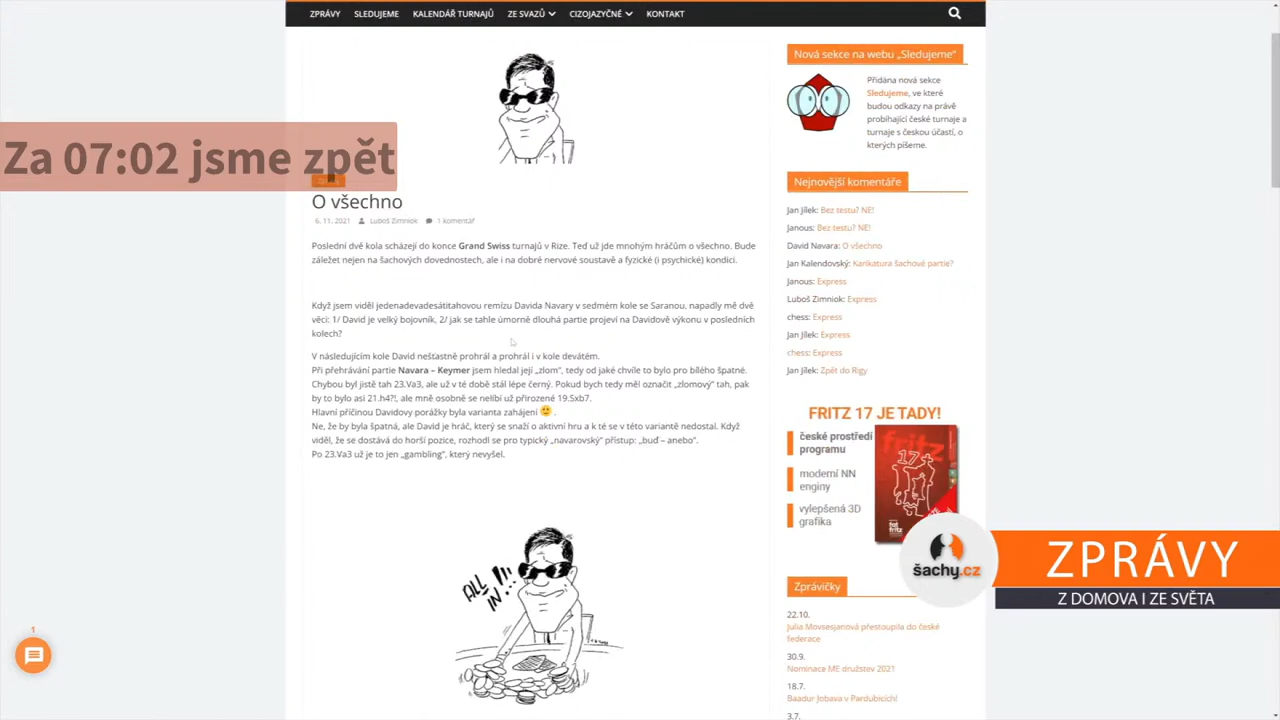 ZPRÁVY SLEDUJEME KALENDÁŘ TURNAJŮ ZE SVAZŮ CIZOJAZYČNÉ KONTAKT
Za 07:02 jsme zpět
O všechno
6. 11. 2021 Luboš Zimniok 1 komentář
Poslední dvě kola scházejí do konce Grand Swiss turnajů v Rize. Teď už jde mnohým hráčům o všechno. Bude
záležet nejen na šachových dovednostech, ale i na dobré nervové soustavě a fyzické (i psychické) kondici.
Když jsem viděl jedenadevadesátitahovou remízu Davida Navary v sedmém kole se Saranou, napadly mě dvě
věci: 1/ David je velký bojovník, 2/ jak se tahle úmorně dlouhá partie projeví na Davidově výkonu v posledních
kolech?
V následujícím kole David nešťastně prohrál a prohrál i v kole devátém.
Při přehrávání partie Navara – Keymer jsem hledal její „zlom“, tedy od jaké chvíle to bylo pro bílého špatné.
Chybou byl jistě tah 23.Va3, ale už v té době stál lépe černý. Pokud bych tedy měl označit „zlomový“ tah, pak
by to bylo asi 21.h4?!, ale mně osobně se nelíbí už přirozené 19.Sxb7.
Hlavní příčinou Davidovy porážky byla varianta zahájení 🙂 .
Ne, že by byla špatná, ale David je hráč, který se snaží o aktivní hru a k té se v této variantě nedostal. Když
viděl, že se dostává do horší pozice, rozhodl se pro typický „navarovský“ přístup: „buď – anebo“.
Po 23.Va3 už je to jen „gambling“, který nevyšel.
ALL
IN!!!
1
Nová sekce na webu „Sledujeme“
Přidána nová sekce
Sledujeme, ve které
budou odkazy na právě
probíhající české turnaje a
turnaje s českou účastí, o
kterých píšeme.
Nejnovější komentáře
Jan Jílek: Bez testu? NE!
Janous: Bez testu? NE!
David Navara: O všechno
Jan Kalendovský: Karikatura šachové partie?
Janous: Express
Luboš Zimniok: Express
chess: Express
Jan Jílek: Express
chess: Express
Jan Jílek: Zpět do Rigy
FRITZ 17 JE TADY!
české prostředí
programu
moderní NN
enginy
vylepšená 3D
grafika
fritz
17
fat
fritz
šachy.cz
ZPRÁVY
Z DOMOVA I ZE SVĚTA
Zprávičky
22.10.
Julia Movsesjanová přestoupila do české
federace
30.9.
Nominace ME družstev 2021
18.7.
Baadur Jobava v Pardubicích!
3.7.